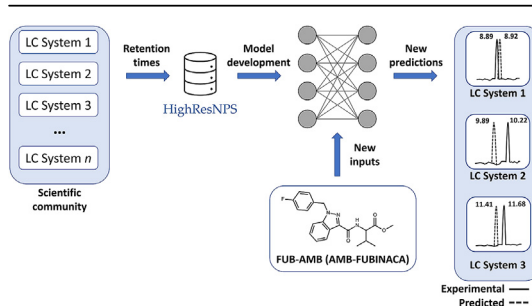 LC System 1
LC System 2
LC System 3
...
LC System n
Scientific
community
Retention
times
HighResNPS
Model
development
New
predictions
New
inputs
F
N
N
O
NH
O
O
FUB-AMB (AMB-FUBINACA)
8.89 8.92
LC System 1
9.89 10.22
LC System 2
11.41 11.68
LC System 3
Experimental
Predicted